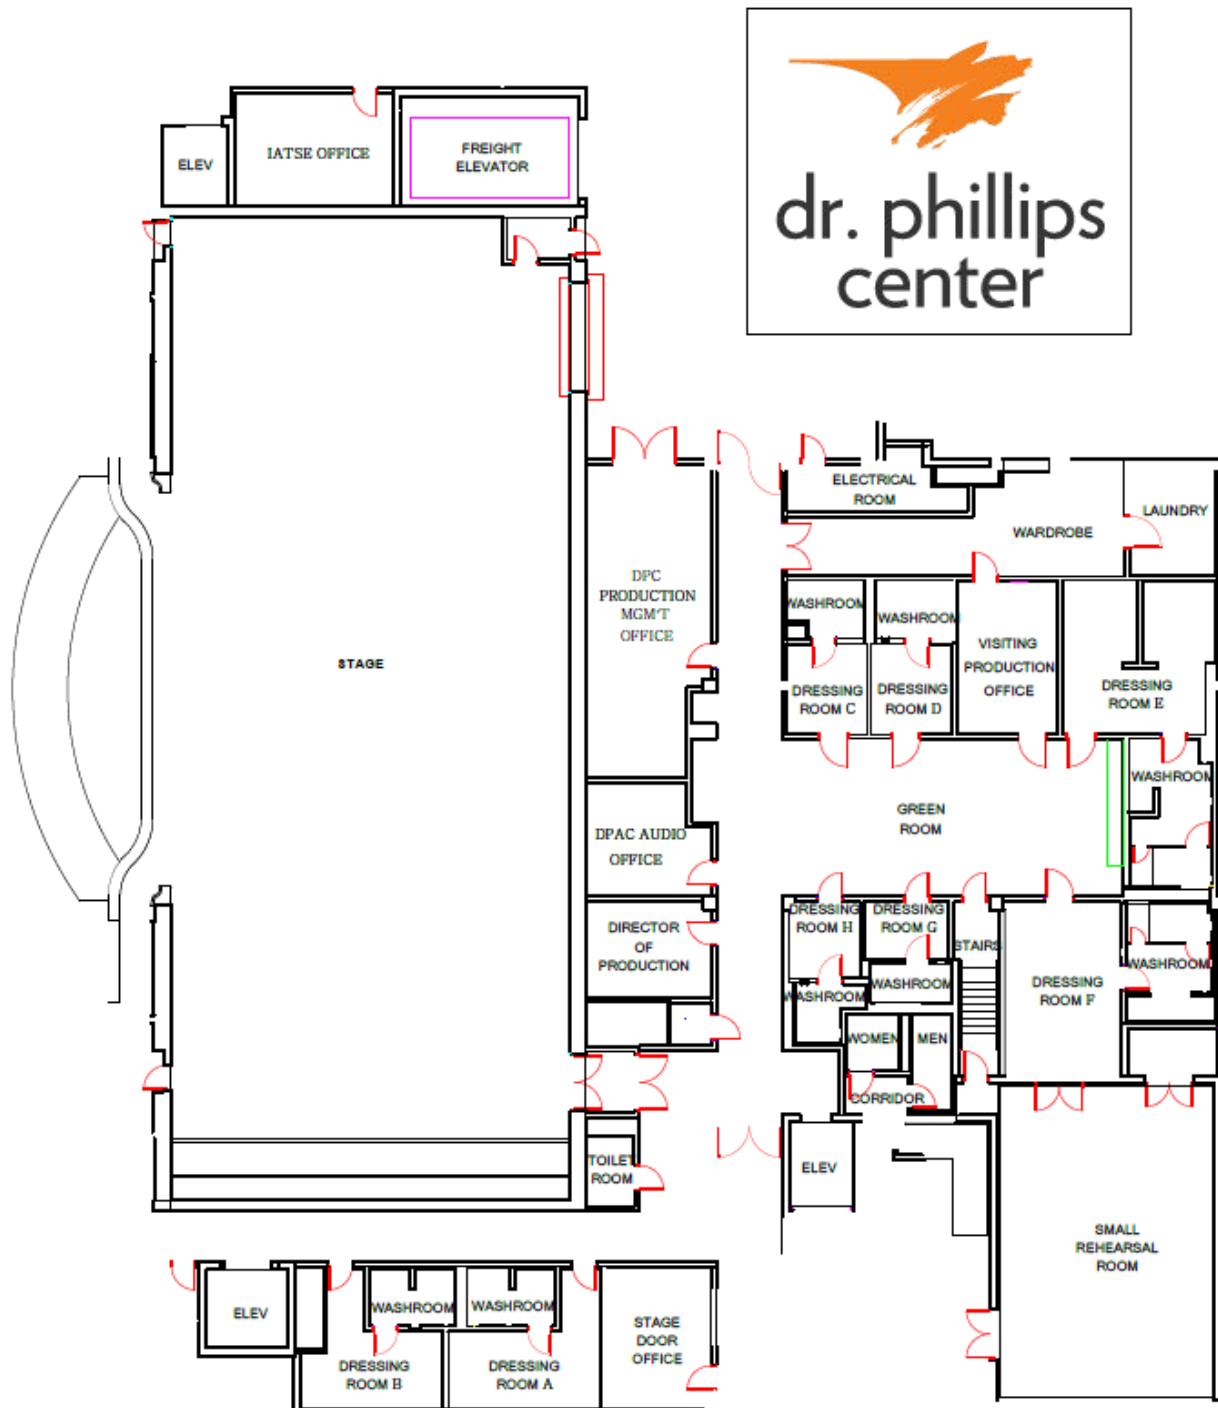 dr. phillips
center
ELEV
IATSE OFFICE
FREIGHT
ELEVATOR
ELECTRICAL
ROOM
WARDROBE
LAUNDRY
DPC
PRODUCTION
MGM'T
OFFICE
WASHROOM
WASHROOM
VISITING
PRODUCTION
OFFICE
STAGE
DRESSING
ROOM C
DRESSING
ROOM D
DRESSING
ROOM E
WASHROOM
GREEN
ROOM
DPAC AUDIO
OFFICE
DIRECTOR
OF
PRODUCTION
DRESSING
ROOM H
DRESSING
ROOM G
STAIRS
WASHROOM
WASHROOM
DRESSING
ROOM F
WASHROOM
WOMEN
MEN
CORRIDOR
TOILET
ROOM
ELEV
SMALL
REHEARSAL
ROOM
ELEV
WASHROOM
WASHROOM
STAGE
DOOR
OFFICE
DRESSING
ROOM B
DRESSING
ROOM A